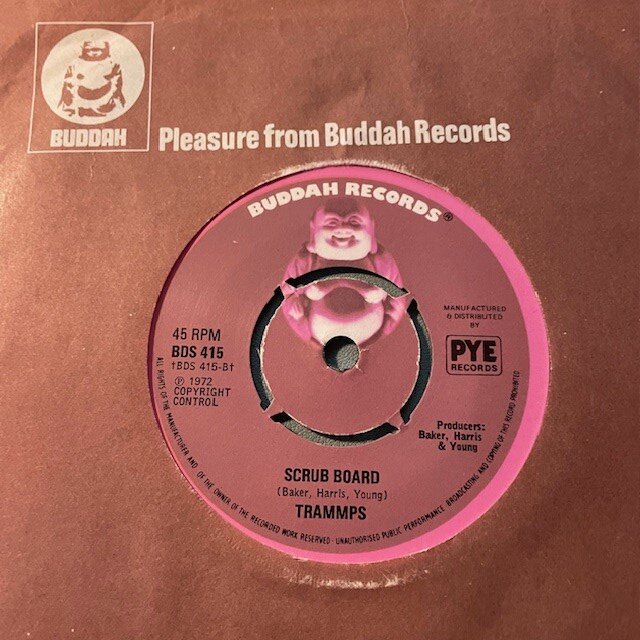 BUDDAH
Pleasure from Buddah Records
BUDDAH RECORDS®
MANUFACTURED
& DISTRIBUTED
BY
PYE
RECORDS
45 RPM
BDS 415
†BDS 415-B†
℗ 1972
COPYRIGHT
CONTROL
Producers:
Baker, Harris
& Young
SCRUB BOARD
(Baker, Harris, Young)
TRAMMPS
ALL RIGHTS OF THE MANUFACTURER AND OF THE OWNER OF THE RECORDED WORK RESERVED · UNAUTHORISED PUBLIC PERFORMANCE BROADCASTING AND COPYING OF THIS RECORD PROHIBITED